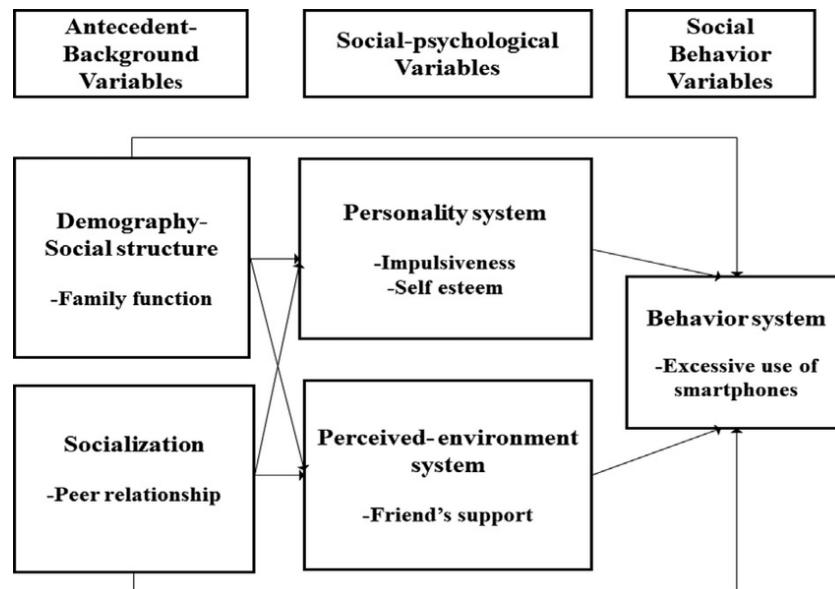 Antecedent-
Background
Variables
Social-psychological
Variables
Social
Behavior
Variables
Demography-
Social structure
-Family function
Personality system
-Impulsiveness
-Self esteem
Behavior system
-Excessive use of
smartphones
Socialization
-Peer relationship
Perceived-environment
system
-Friend's support